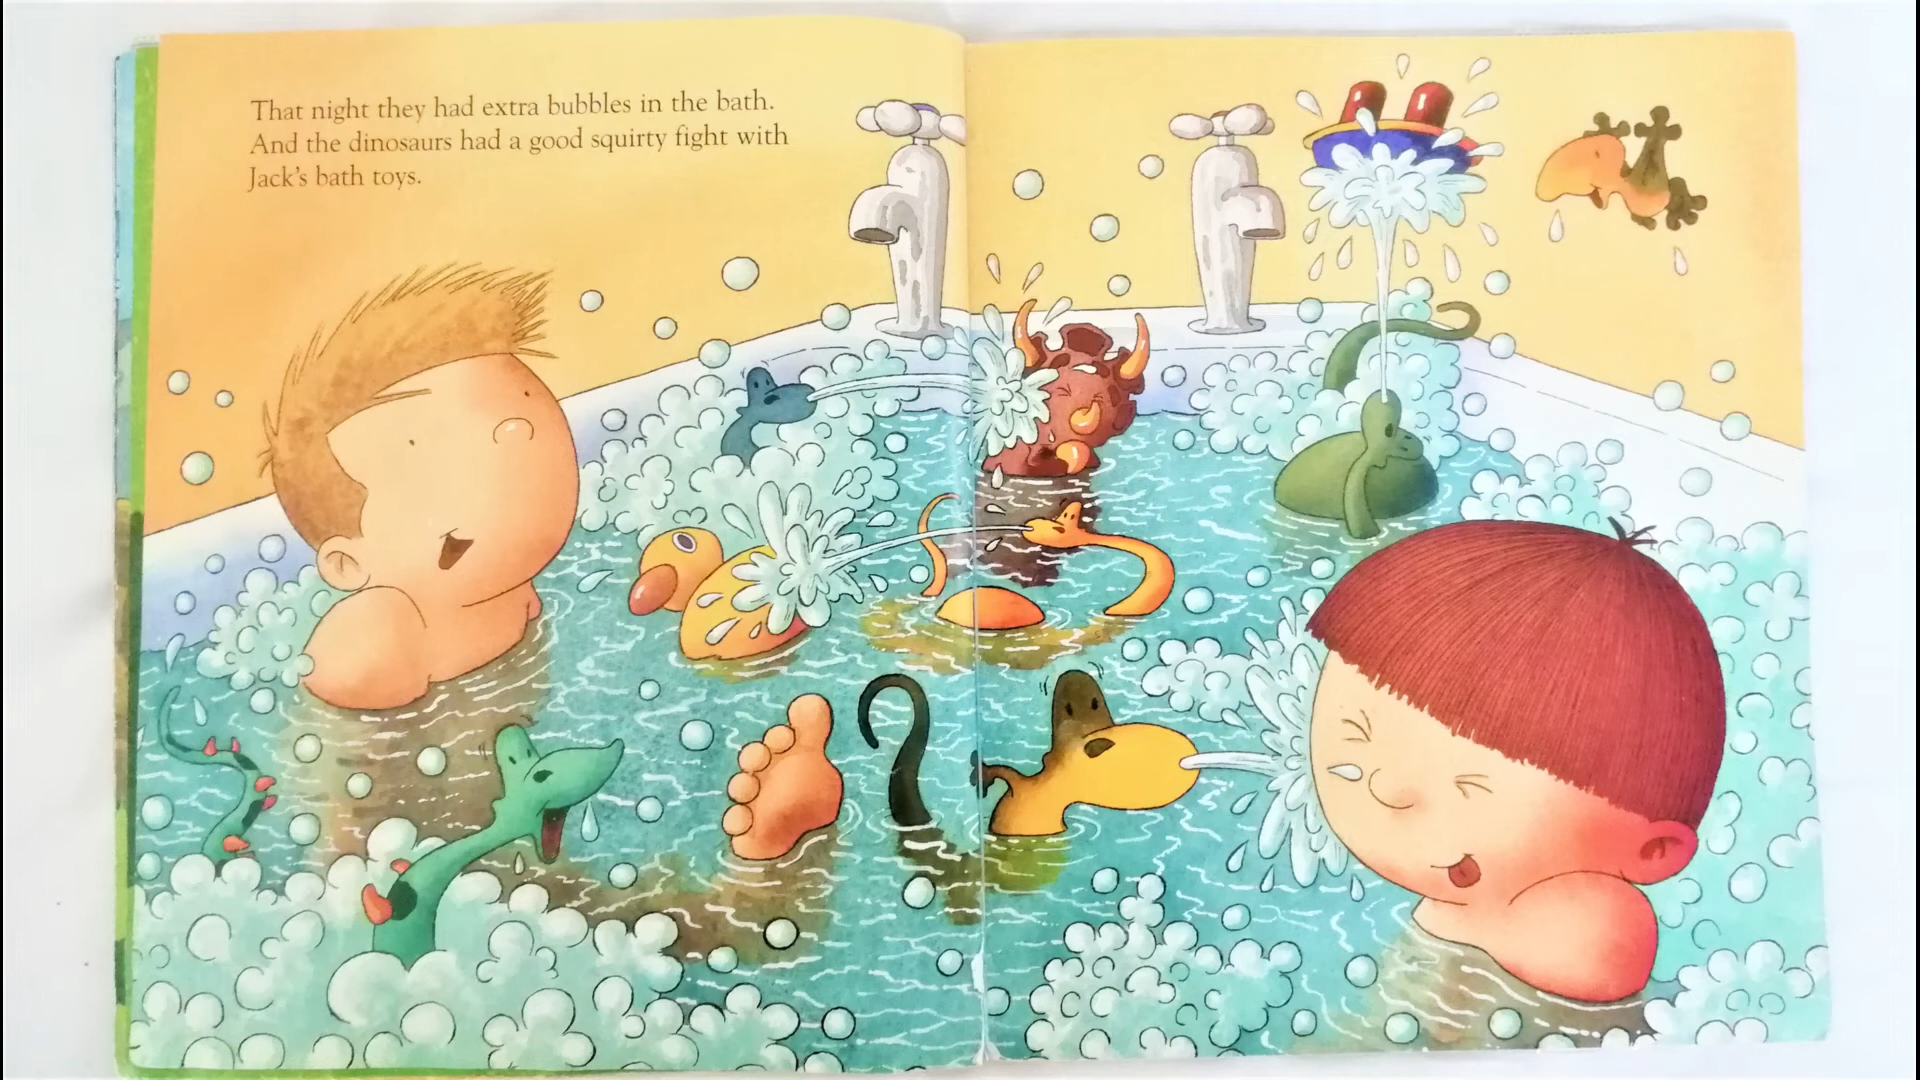 That night they had extra bubbles in the bath.
And the dinosaurs had a good squirty fight with
Jack's bath toys.